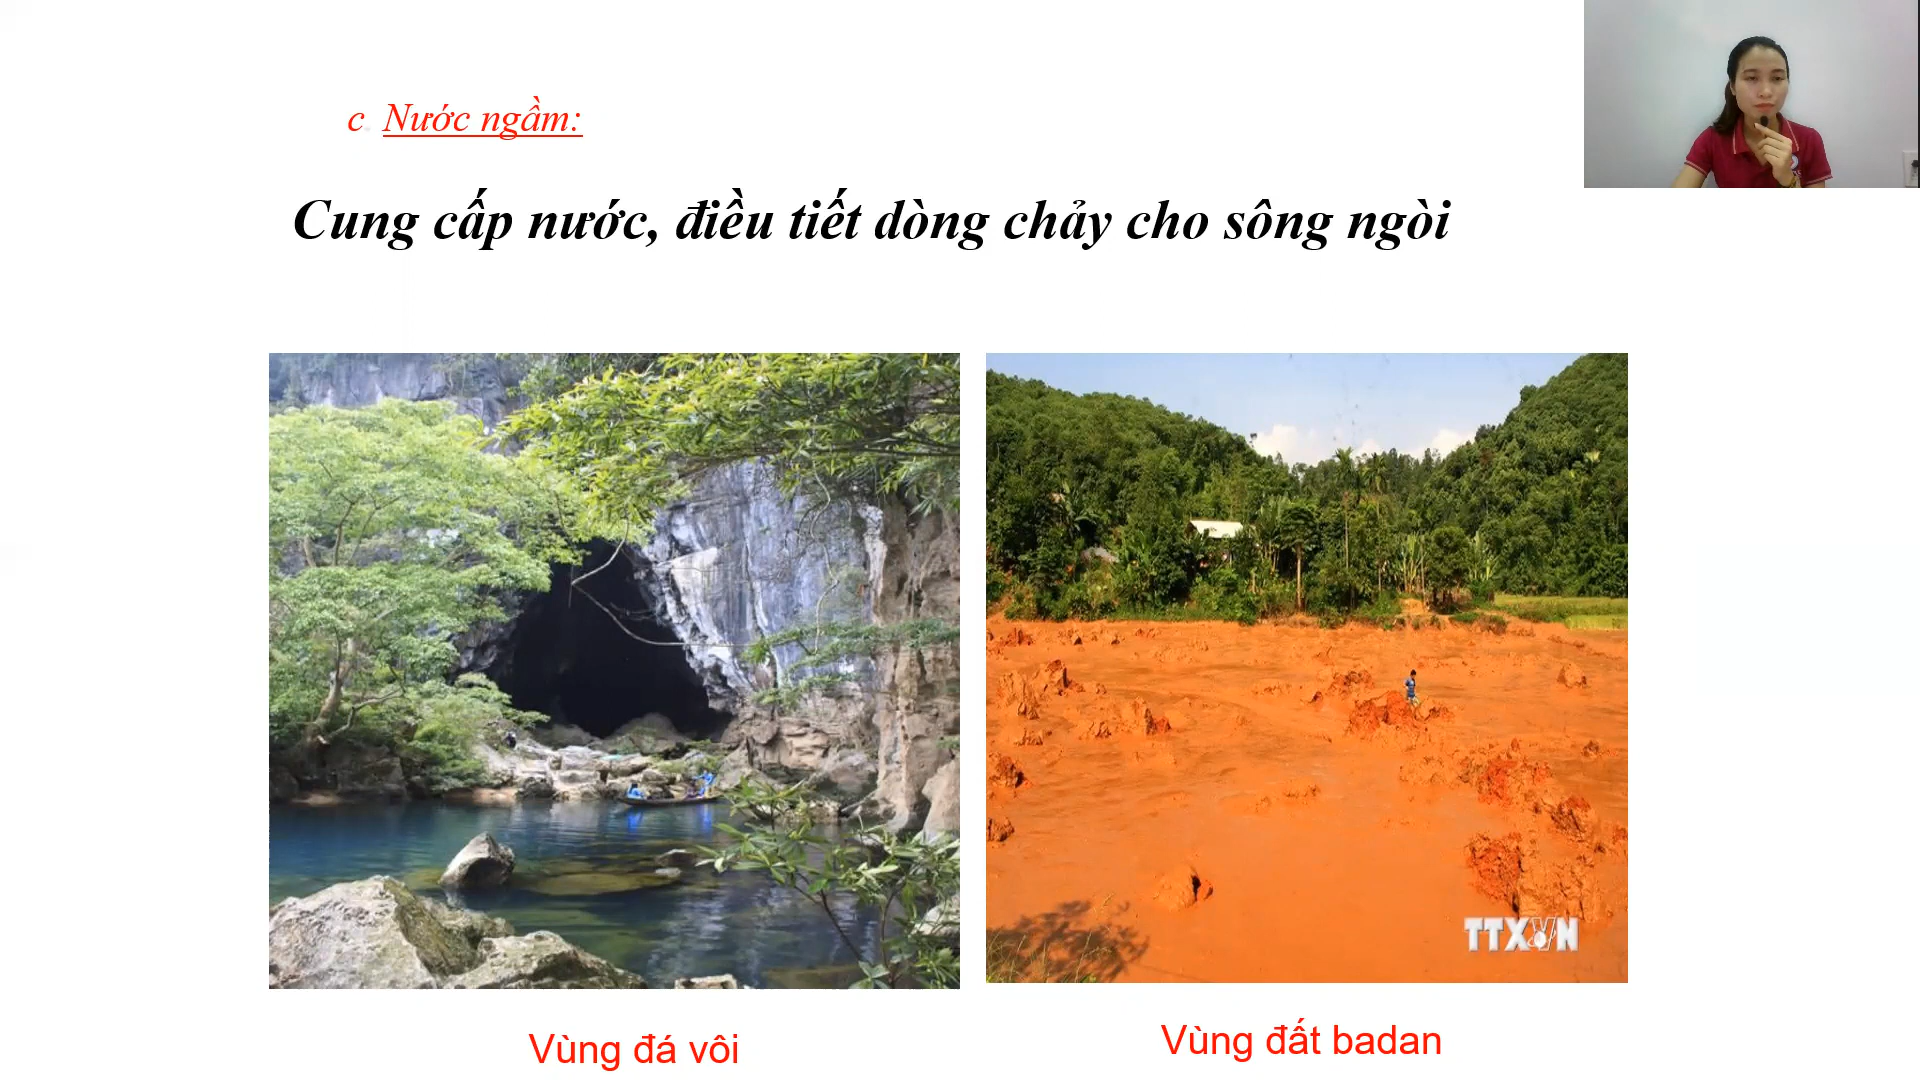 c. Nước ngầm:
Cung cấp nước, điều tiết dòng chảy cho sông ngòi
TTXVN
Vùng đá vôi
Vùng đất badan